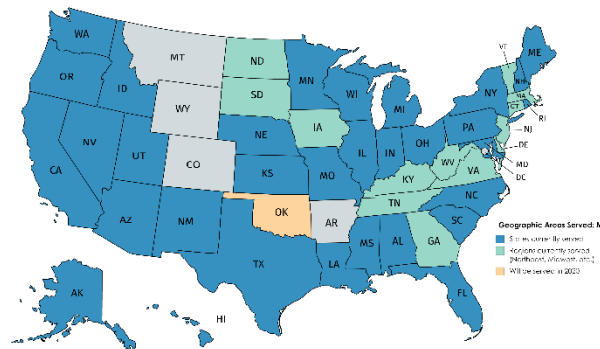 WA
OR
CA
NV
ID
MT
WY
UT
CO
AZ
NM
ND
SD
NE
KS
OK
TX
MN
IA
MO
AR
LA
WI
IL
MI
IN
OH
KY
TN
MS
AL
GA
FL
SC
NC
VA
WV
PA
NY
VT
NH
ME
MA
CT
RI
NJ
DE
MD
DC
AK
HI
Geographic Areas Served: M
States currently served
Regions currently served
(Northeast, Midwest, etc.)
Will be served in 2020